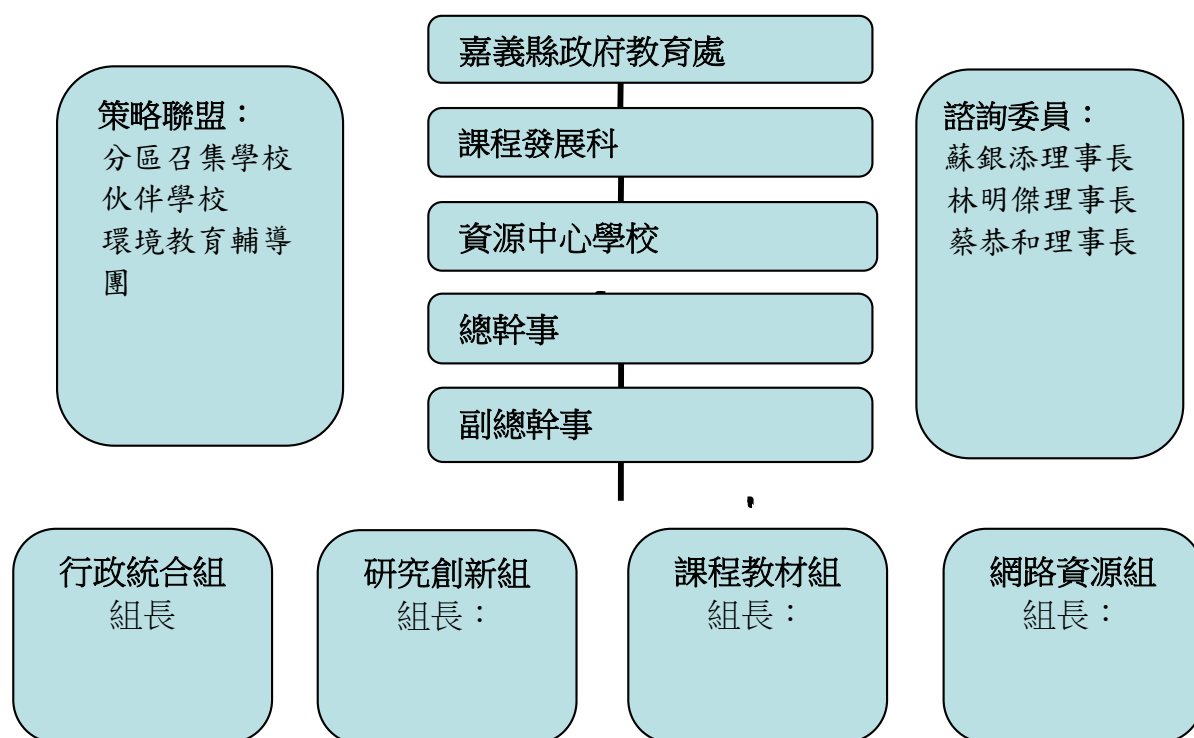 嘉義縣政府教育處
策略聯盟：
分區召集學校
伙伴學校
環境教育輔導
團
課程發展科
資源中心學校
總幹事
副總幹事
諮詢委員：
蘇銀添理事長
林明傑理事長
蔡恭和理事長
行政統合組
組長
研究創新組
組長：
課程教材組
組長：
網路資源組
組長：